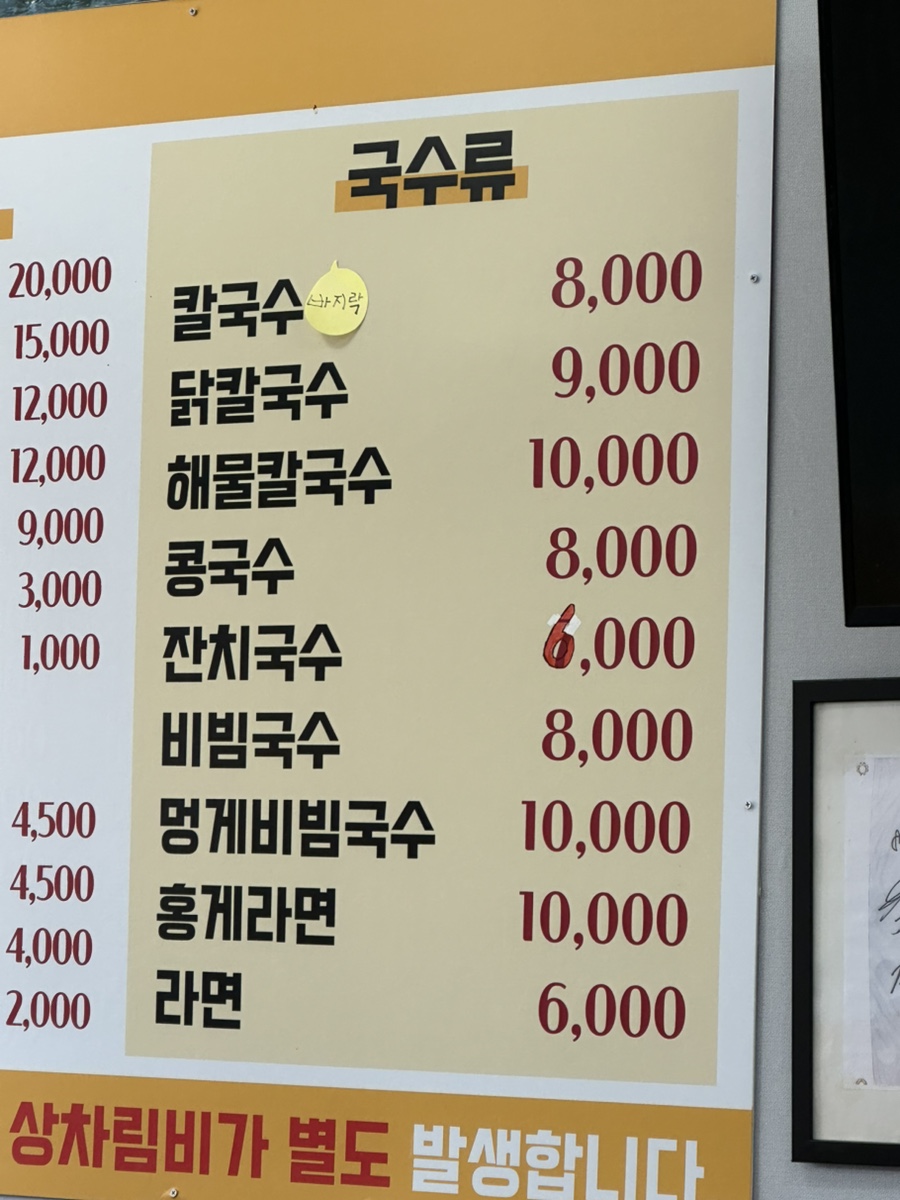 국수류
칼국수 바지락 8,000
닭칼국수 9,000
해물칼국수 10,000
콩국수 8,000
잔치국수 6,000
비빔국수 8,000
멍게비빔국수 10,000
홍게라면 10,000
라면 6,000
20,000
15,000
12,000
12,000
9,000
3,000
1,000
4,500
4,500
4,000
2,000
상차림비가 별도 발생합니다